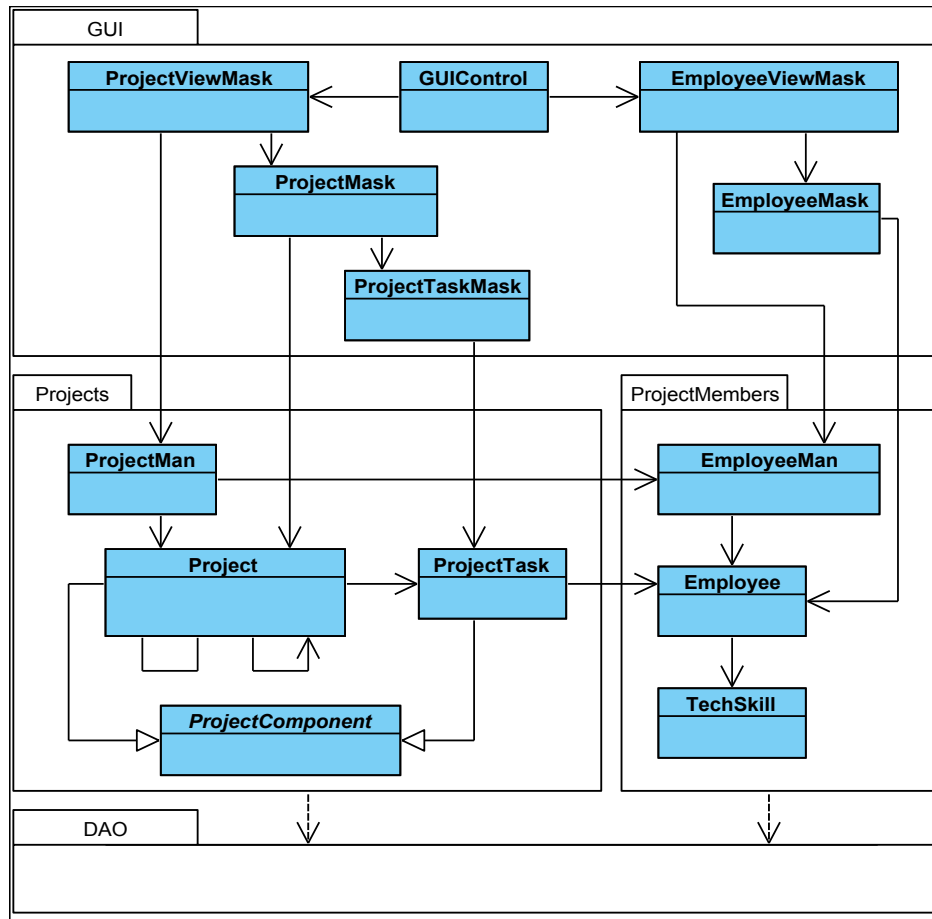 GUI
ProjectViewMask
GUIControl
EmployeeViewMask
ProjectMask
EmployeeMask
ProjectTaskMask
Projects
ProjectMembers
ProjectMan
EmployeeMan
Project
ProjectTask
Employee
ProjectComponent
TechSkill
DAO